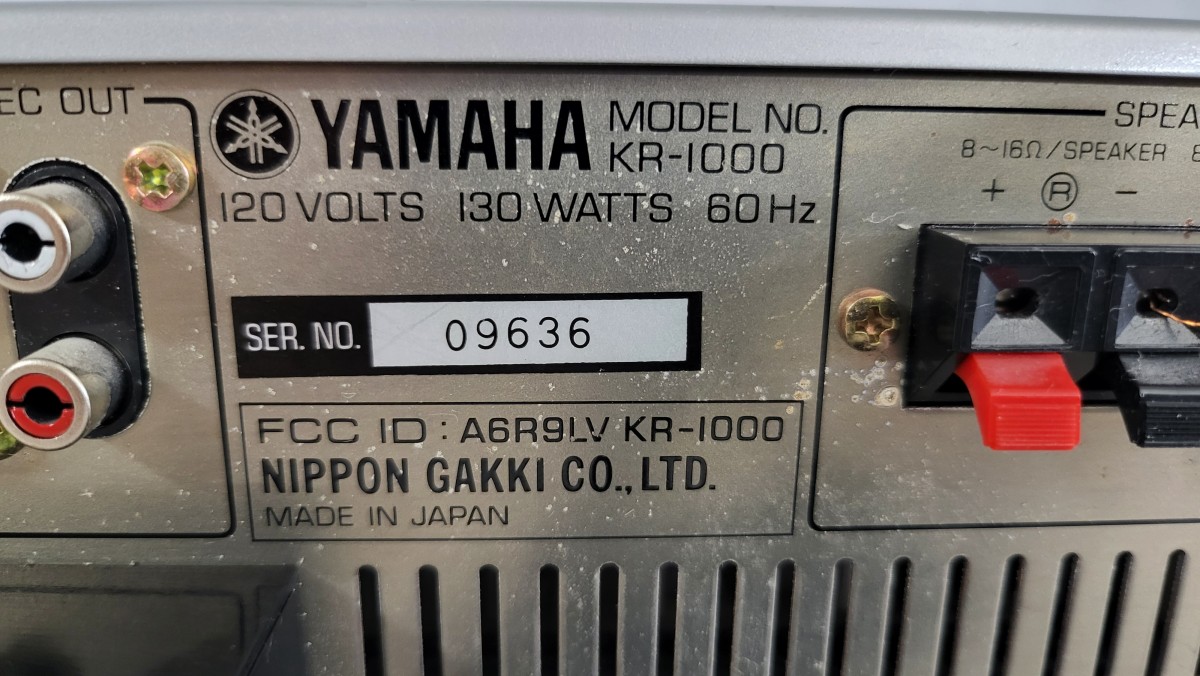 EC OUT
YAMAHA
MODEL NO.
KR-1000
120 VOLTS 130 WATTS 60 Hz
SER. NO. 09636
FCC ID : A6R9LV KR-1000
NIPPON GAKKI CO., LTD.
MADE IN JAPAN
SPEA
8~16Ω/SPEAKER 8
+ Ⓡ −